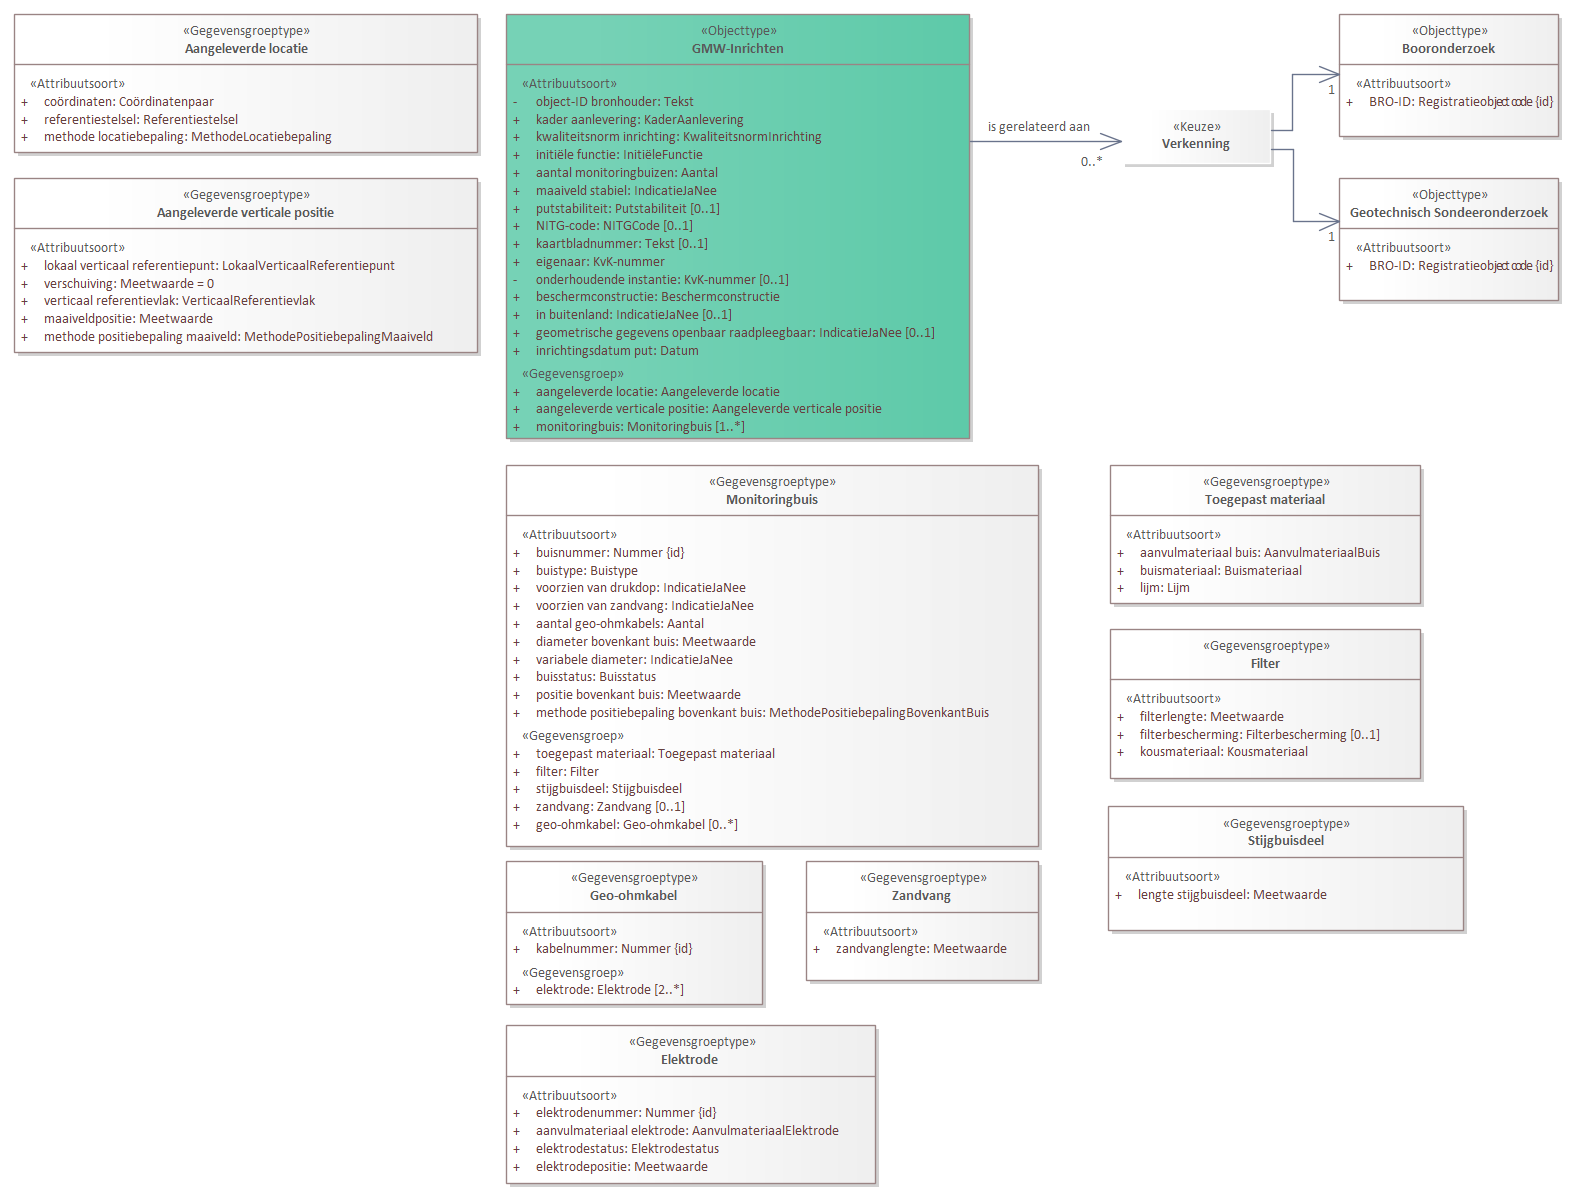 «Gegevensgroeptype»
Aangeleverde locatie
«Attribuutsoort»
+ coördinaten: Coördinatenpaar
+ referentiestelsel: Referentiestelsel
+ methode locatiebepaling: MethodeLocatiebepaling
«Gegevensgroeptype»
Aangeleverde verticale positie
«Attribuutsoort»
+ lokaal verticaal referentiepunt: LokaalVerticaalReferentiepunt
+ verschuiving: Meetwaarde = 0
+ verticaal referentievlak: VerticaalReferentievlak
+ maaiveldpositie: Meetwaarde
+ methode positiebepaling maaiveld: MethodePositiebepalingMaaiveld
«Objecttype»
GMW-Inrichten
«Attribuutsoort»
- object-ID bronhouder: Tekst
+ kader aanlevering: KaderAanlevering
+ kwaliteitsnorm inrichting: KwaliteitsnormInrichting
+ initiële functie: InitiëleFunctie
+ aantal monitoringbuizen: Aantal
+ maaiveld stabiel: IndicatieJaNee
+ putstabiliteit: Putstabiliteit [0..1]
+ NITG-code: NITGCode [0..1]
+ kaartbladnummer: Tekst [0..1]
+ eigenaar: KvK-nummer
- onderhoudende instantie: KvK-nummer [0..1]
+ beschermconstructie: Beschermconstructie
+ in buitenland: IndicatieJaNee [0..1]
+ geometrische gegevens openbaar raadpleegbaar: IndicatieJaNee [0..1]
+ inrichtingsdatum put: Datum
«Gegevensgroep»
+ aangeleverde locatie: Aangeleverde locatie
+ aangeleverde verticale positie: Aangeleverde verticale positie
+ monitoringbuis: Monitoringbuis [1..*]
is gerelateerd aan
0..*
«Keuze»
Verkenning
1
1
«Objecttype»
Booronderzoek
«Attribuutsoort»
+ BRO-ID: Registratieobjectcode {id}
«Objecttype»
Geotechnisch Sondeeronderzoek
«Attribuutsoort»
+ BRO-ID: Registratieobjectcode {id}
«Gegevensgroeptype»
Monitoringbuis
«Attribuutsoort»
+ buisnummer: Nummer {id}
+ buistype: Buistype
+ voorzien van drukdop: IndicatieJaNee
+ voorzien van zandvang: IndicatieJaNee
+ aantal geo-ohmkabels: Aantal
+ diameter bovenkant buis: Meetwaarde
+ variabele diameter: IndicatieJaNee
+ buisstatus: Buisstatus
+ positie bovenkant buis: Meetwaarde
+ methode positiebepaling bovenkant buis: MethodePositiebepalingBovenkantBuis
«Gegevensgroep»
+ toegepast materiaal: Toegepast materiaal
+ filter: Filter
+ stijgbuisdeel: Stijgbuisdeel
+ zandvang: Zandvang [0..1]
+ geo-ohmkabel: Geo-ohmkabel [0..*]
«Gegevensgroeptype»
Toegepast materiaal
«Attribuutsoort»
+ aanvulmateriaal buis: AanvulmateriaalBuis
+ buismateriaal: Buismateriaal
+ lijm: Lijm
«Gegevensgroeptype»
Filter
«Attribuutsoort»
+ filterlengte: Meetwaarde
+ filterbescherming: Filterbescherming [0..1]
+ kousmateriaal: Kousmateriaal
«Gegevensgroeptype»
Stijgbuisdeel
«Attribuutsoort»
+ lengte stijgbuisdeel: Meetwaarde
«Gegevensgroeptype»
Geo-ohmkabel
«Attribuutsoort»
+ kabelnummer: Nummer {id}
«Gegevensgroep»
+ elektrode: Elektrode [2..*]
«Gegevensgroeptype»
Zandvang
«Attribuutsoort»
+ zandvanglengte: Meetwaarde
«Gegevensgroeptype»
Elektrode
«Attribuutsoort»
+ elektrodenummer: Nummer {id}
+ aanvulmateriaal elektrode: AanvulmateriaalElektrode
+ elektrodestatus: Elektrodestatus
+ elektrodepositie: Meetwaarde